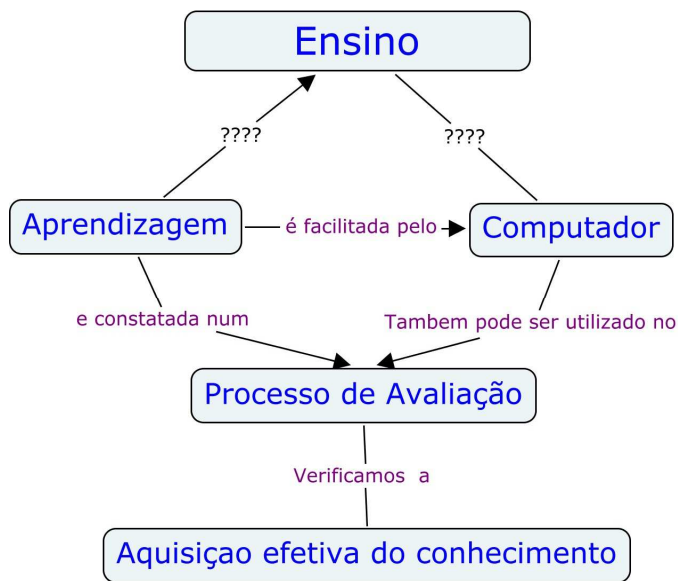 Ensino
????
????
Aprendizagem
é facilitada pelo
Computador
e constatada num
Tambem pode ser utilizado no
Processo de Avaliação
Verificamos a
Aquisiçao efetiva do conhecimento